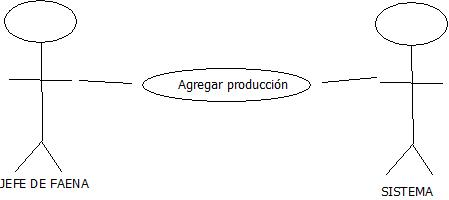 Agregar producción
JEFE DE FAENA
SISTEMA